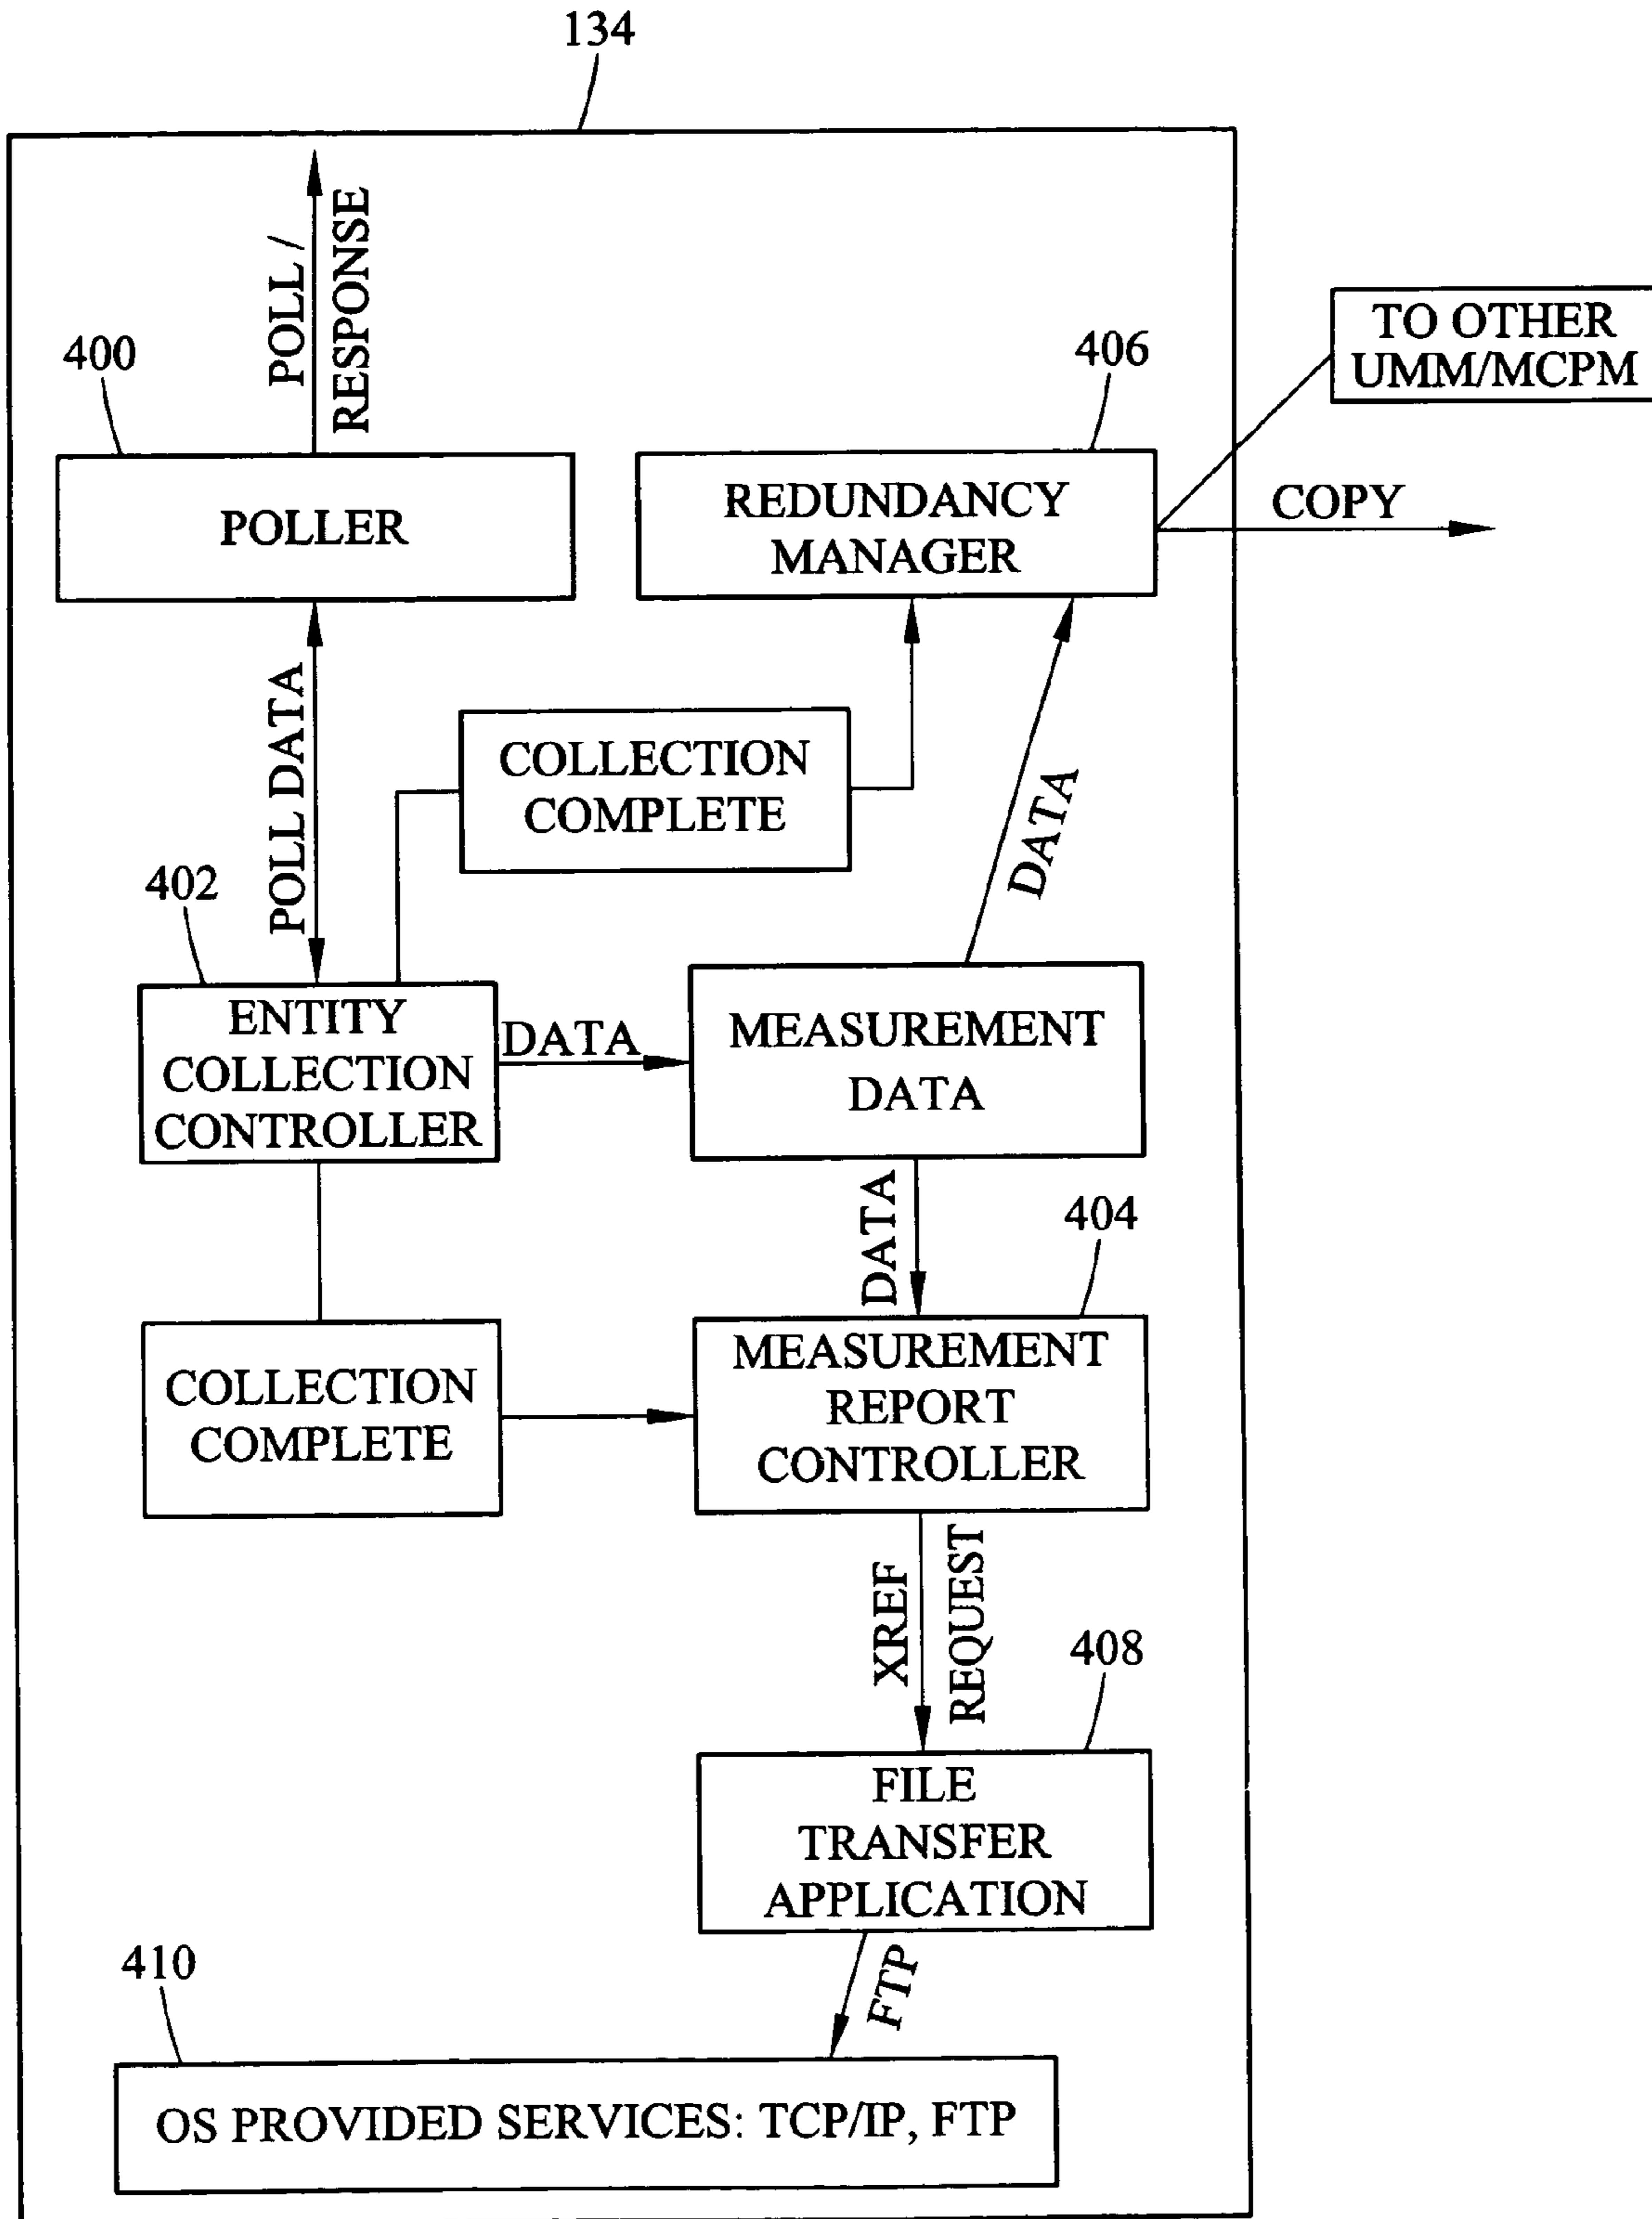 134
POLL /
RESPONSE
400
406
TO OTHER
UMM/MCPM
POLLER
REDUNDANCY
MANAGER
COPY
POLL DATA
COLLECTION
COMPLETE
DATA
402
ENTITY
COLLECTION
CONTROLLER
DATA
MEASUREMENT
DATA
DATA
404
COLLECTION
COMPLETE
MEASUREMENT
REPORT
CONTROLLER
XREF
REQUEST
408
FILE
TRANSFER
APPLICATION
FTP
410
OS PROVIDED SERVICES: TCP/IP, FTP